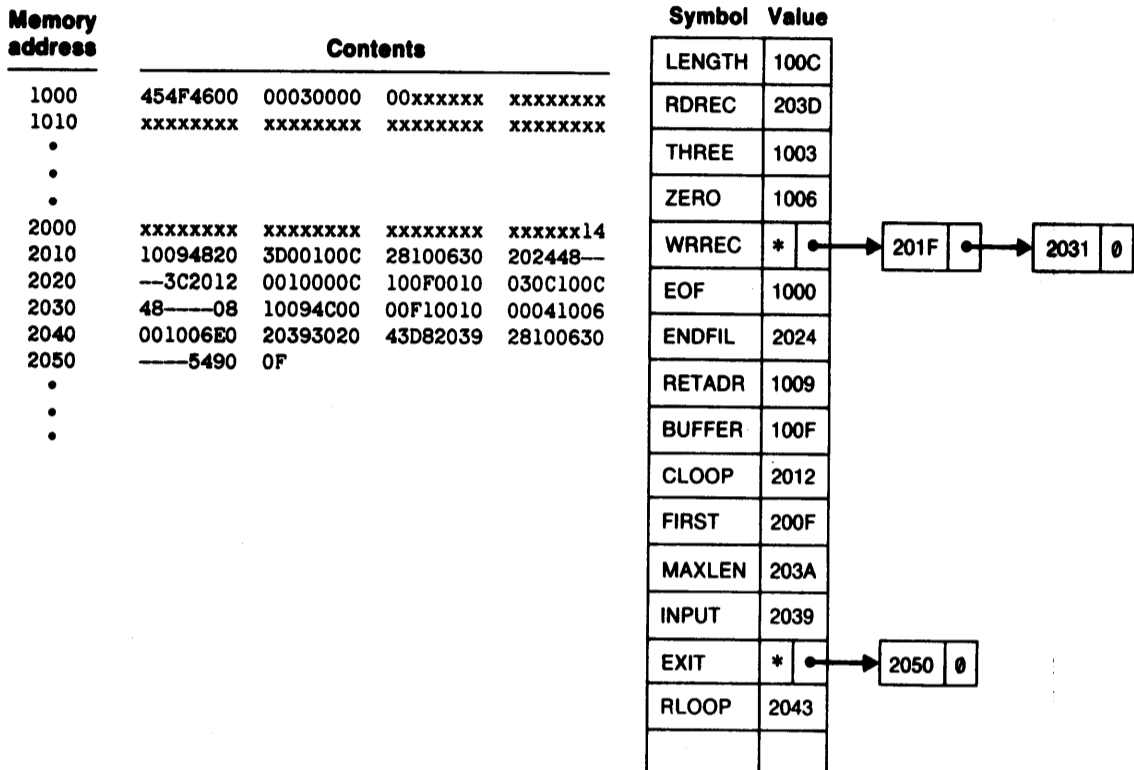 Memory address Contents
1000 454F4600 00030000 00xxxxxx xxxxxxxx
1010 xxxxxxxx xxxxxxxx xxxxxxxx xxxxxxxx
•
•
•
2000 xxxxxxxx xxxxxxxx xxxxxxxx xxxxxx14
2010 10094820 3D00100C 28100630 202448--
2020 --3C2012 0010000C 100F0010 030C100C
2030 48----08 10094C00 00F10010 00041006
2040 001006E0 20393020 43D82039 28100630
2050 ----5490 0F
•
•
•
Symbol Value
LENGTH 100C
RDREC 203D
THREE 1003
ZERO 1006
WRREC * 201F 2031 0
EOF 1000
ENDFIL 2024
RETADR 1009
BUFFER 100F
CLOOP 2012
FIRST 200F
MAXLEN 203A
INPUT 2039
EXIT * 2050 0
RLOOP 2043